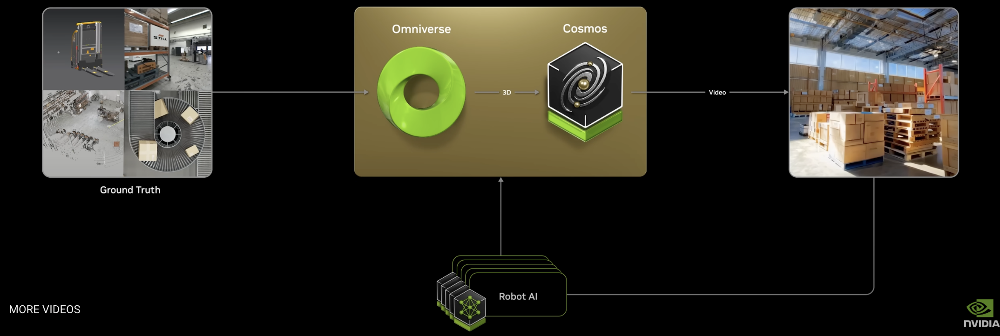 Omniverse
Cosmos
STILL
3D
Video
Ground Truth
Robot AI
MORE VIDEOS
NVIDIA